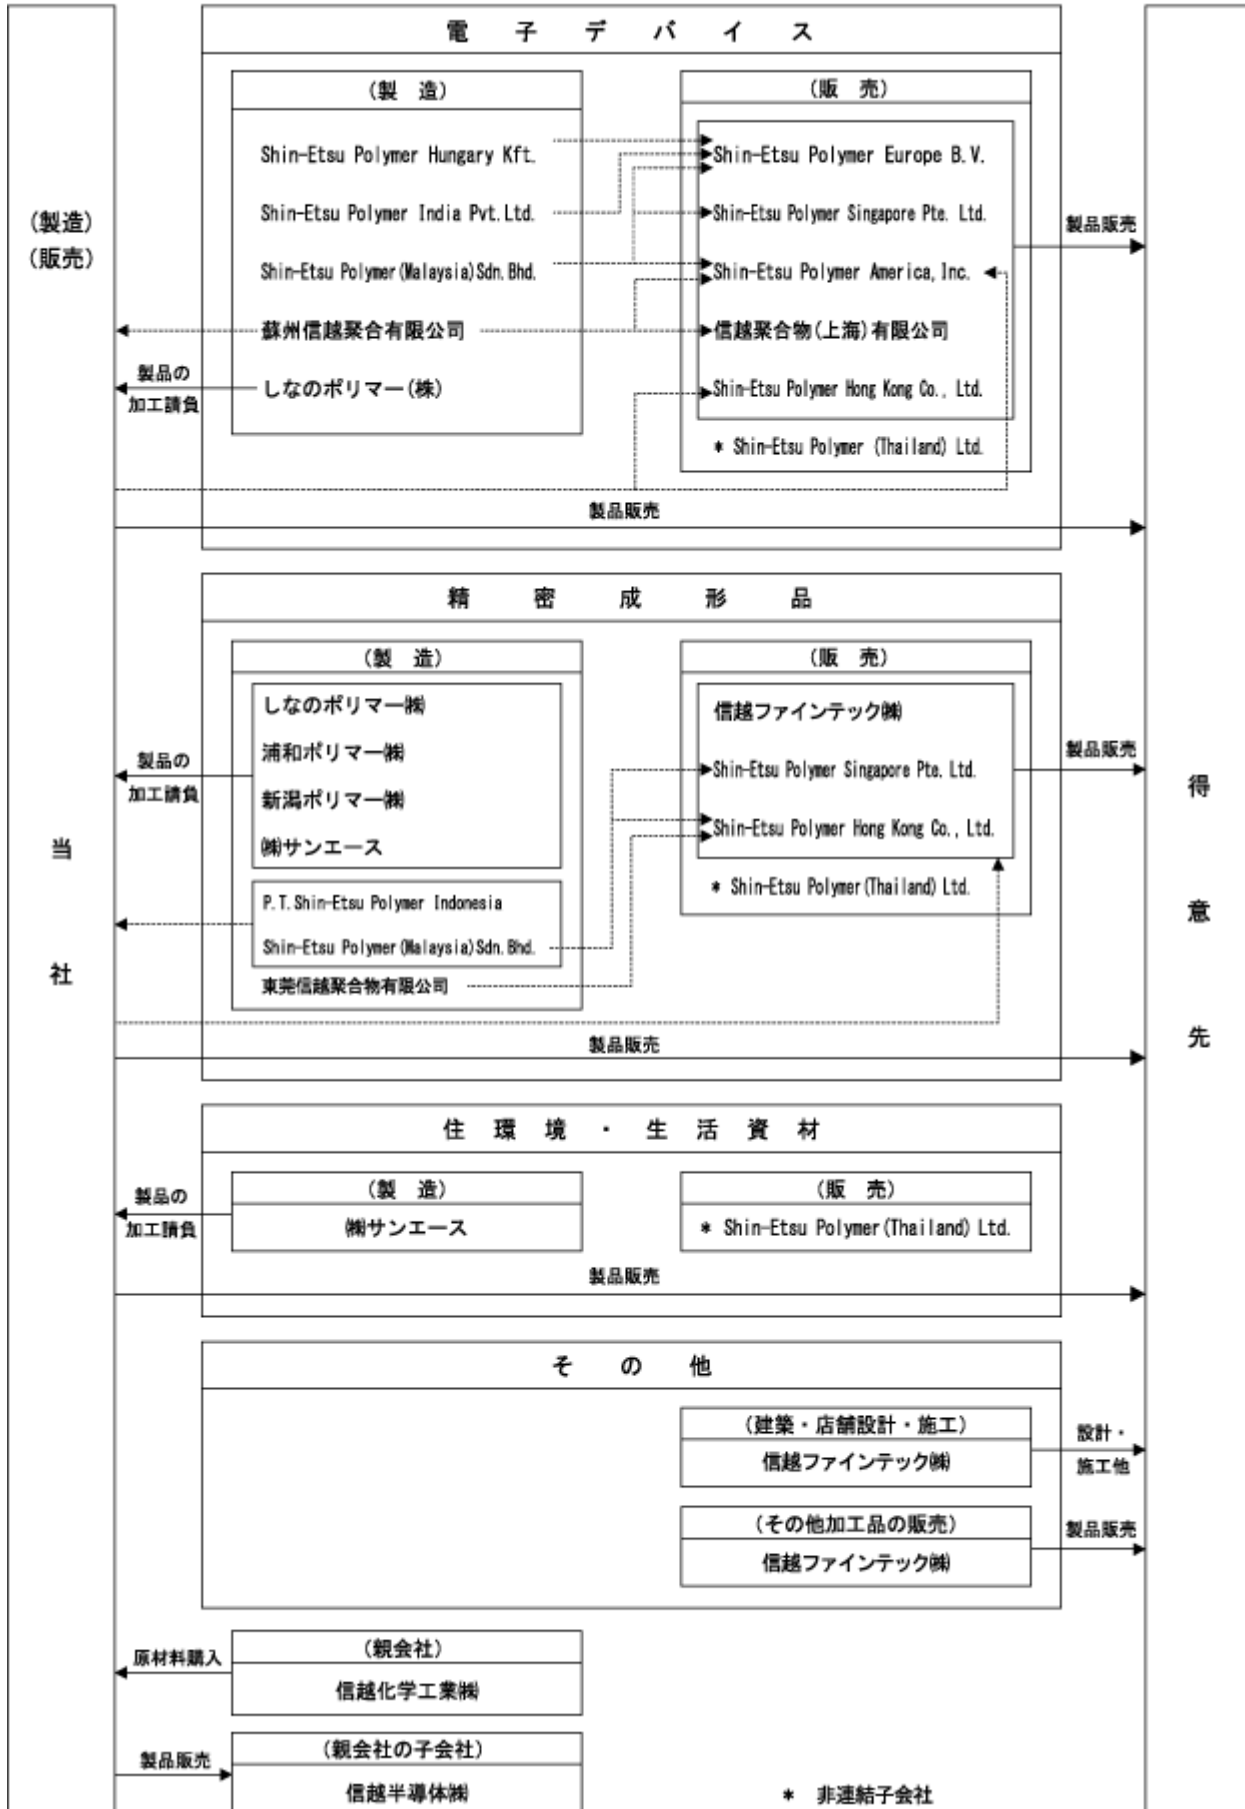 (製造)
(販売)
当社
得意先
電子デバイス
(製 造)
Shin-Etsu Polymer Hungary Kft.
Shin-Etsu Polymer India Pvt.Ltd.
Shin-Etsu Polymer(Malaysia)Sdn.Bhd.
蘇州信越聚合有限公司
しなのポリマー(株)
製品の
加工請負
(販 売)
Shin-Etsu Polymer Europe B.V.
Shin-Etsu Polymer Singapore Pte. Ltd.
Shin-Etsu Polymer America,Inc.
信越聚合物(上海)有限公司
Shin-Etsu Polymer Hong Kong Co., Ltd.
* Shin-Etsu Polymer (Thailand) Ltd.
製品販売
製品販売
精密成形品
(製 造)
しなのポリマー㈱
浦和ポリマー㈱
新潟ポリマー㈱
㈱サンエース
製品の
加工請負
P.T.Shin-Etsu Polymer Indonesia
Shin-Etsu Polymer(Malaysia)Sdn.Bhd.
東莞信越聚合物有限公司
(販 売)
信越ファインテック㈱
Shin-Etsu Polymer Singapore Pte. Ltd.
Shin-Etsu Polymer Hong Kong Co., Ltd.
* Shin-Etsu Polymer(Thailand) Ltd.
製品販売
製品販売
住環境・生活資材
(製 造)
㈱サンエース
製品の
加工請負
(販 売)
* Shin-Etsu Polymer(Thailand) Ltd.
製品販売
その他
(建築・店舗設計・施工)
信越ファインテック㈱
設計・
施工他
(その他加工品の販売)
信越ファインテック㈱
製品販売
(親会社)
信越化学工業㈱
原材料購入
(親会社の子会社)
信越半導体㈱
製品販売
* 非連結子会社